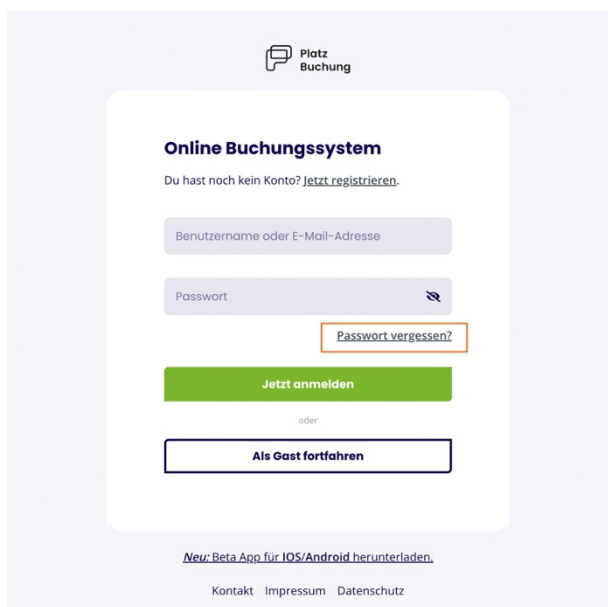 Platz
Buchung
Online Buchungssystem
Du hast noch kein Konto? Jetzt registrieren.
Benutzername oder E-Mail-Adresse
Passwort
Passwort vergessen?
Jetzt anmelden
oder
Als Gast fortfahren
Neu: Beta App für IOS/Android herunterladen.
Kontakt Impressum Datenschutz